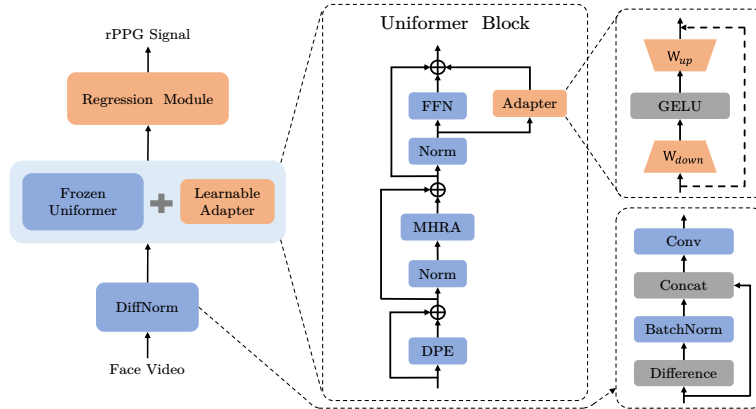 rPPG Signal
Regression Module
Frozen
Uniformer
Learnable
Adapter
DiffNorm
Face Video
Uniformer Block
FFN
Adapter
Norm
MHRA
Norm
DPE
W_up
GELU
W_down
Conv
Concat
BatchNorm
Difference